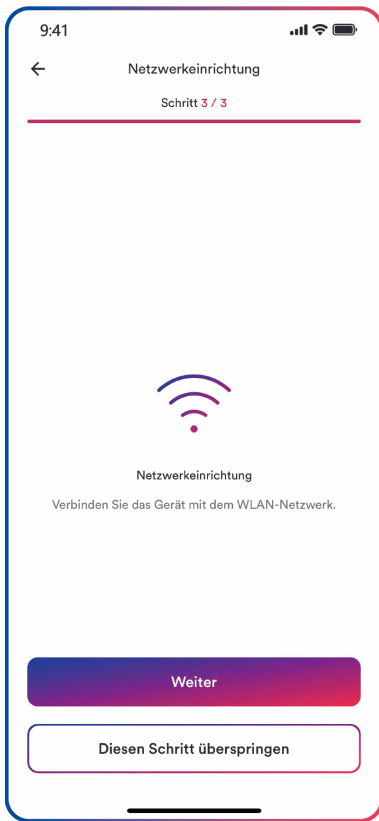 9:41
Netzwerkeinrichtung
Schritt 3 / 3
Netzwerkeinrichtung
Verbinden Sie das Gerät mit dem WLAN-Netzwerk.
Weiter
Diesen Schritt überspringen